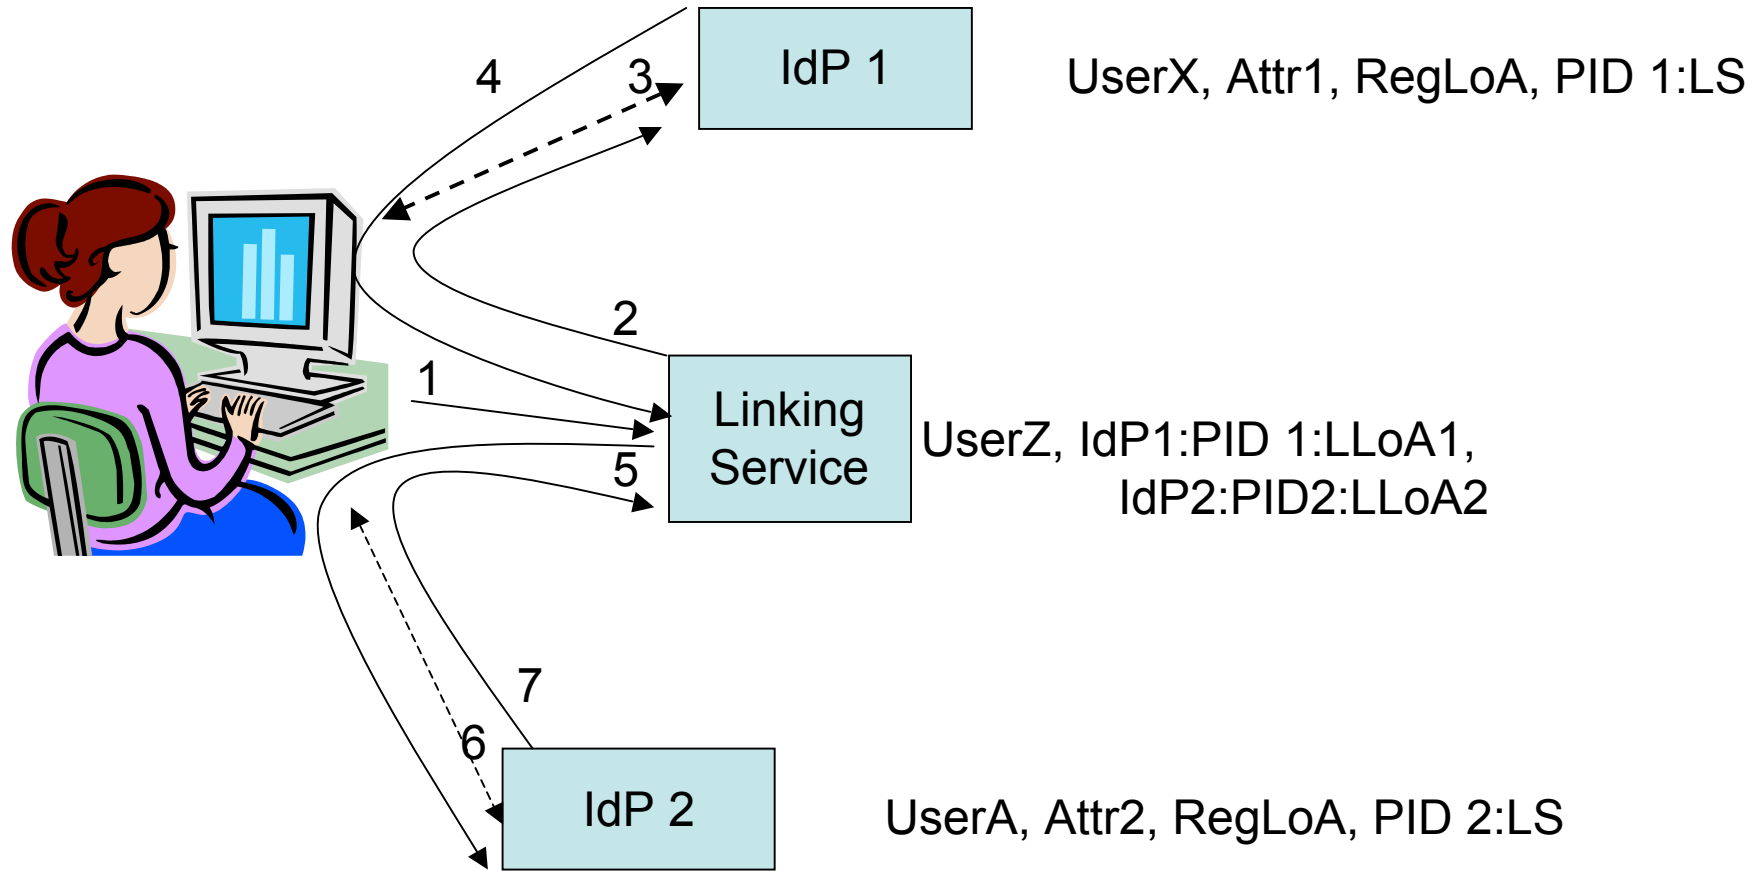 4
3
IdP 1
UserX, Attr1, RegLoA, PID 1:LS
2
1
Linking
Service
UserZ, IdP1:PID 1:LLoA1,
IdP2:PID2:LLoA2
5
7
6
IdP 2
UserA, Attr2, RegLoA, PID 2:LS